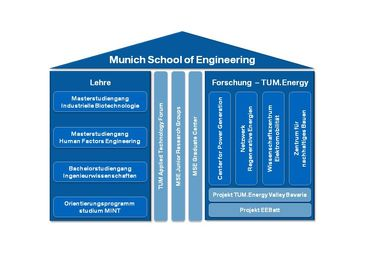 Munich School of Engineering
Lehre
Masterstudiengang
Industrielle Biotechnologie
Masterstudiengang
Human Factors Engineering
Bachelorstudiengang
Ingenieurwissenschaften
Orientierungsprogramm
studium MINT
TUM Applied Technology Forum
MSE Junior Research Groups
MSE Graduate Center
Forschung – TUM.Energy
Center for Power Generation
Netzwerk
Regenerative Energien
Wissenschaftszentrum
Elektromobilität
Zentrum für
nachhaltiges Bauen
Projekt TUM.Energy Valley Bavaria
Projekt EEBatt